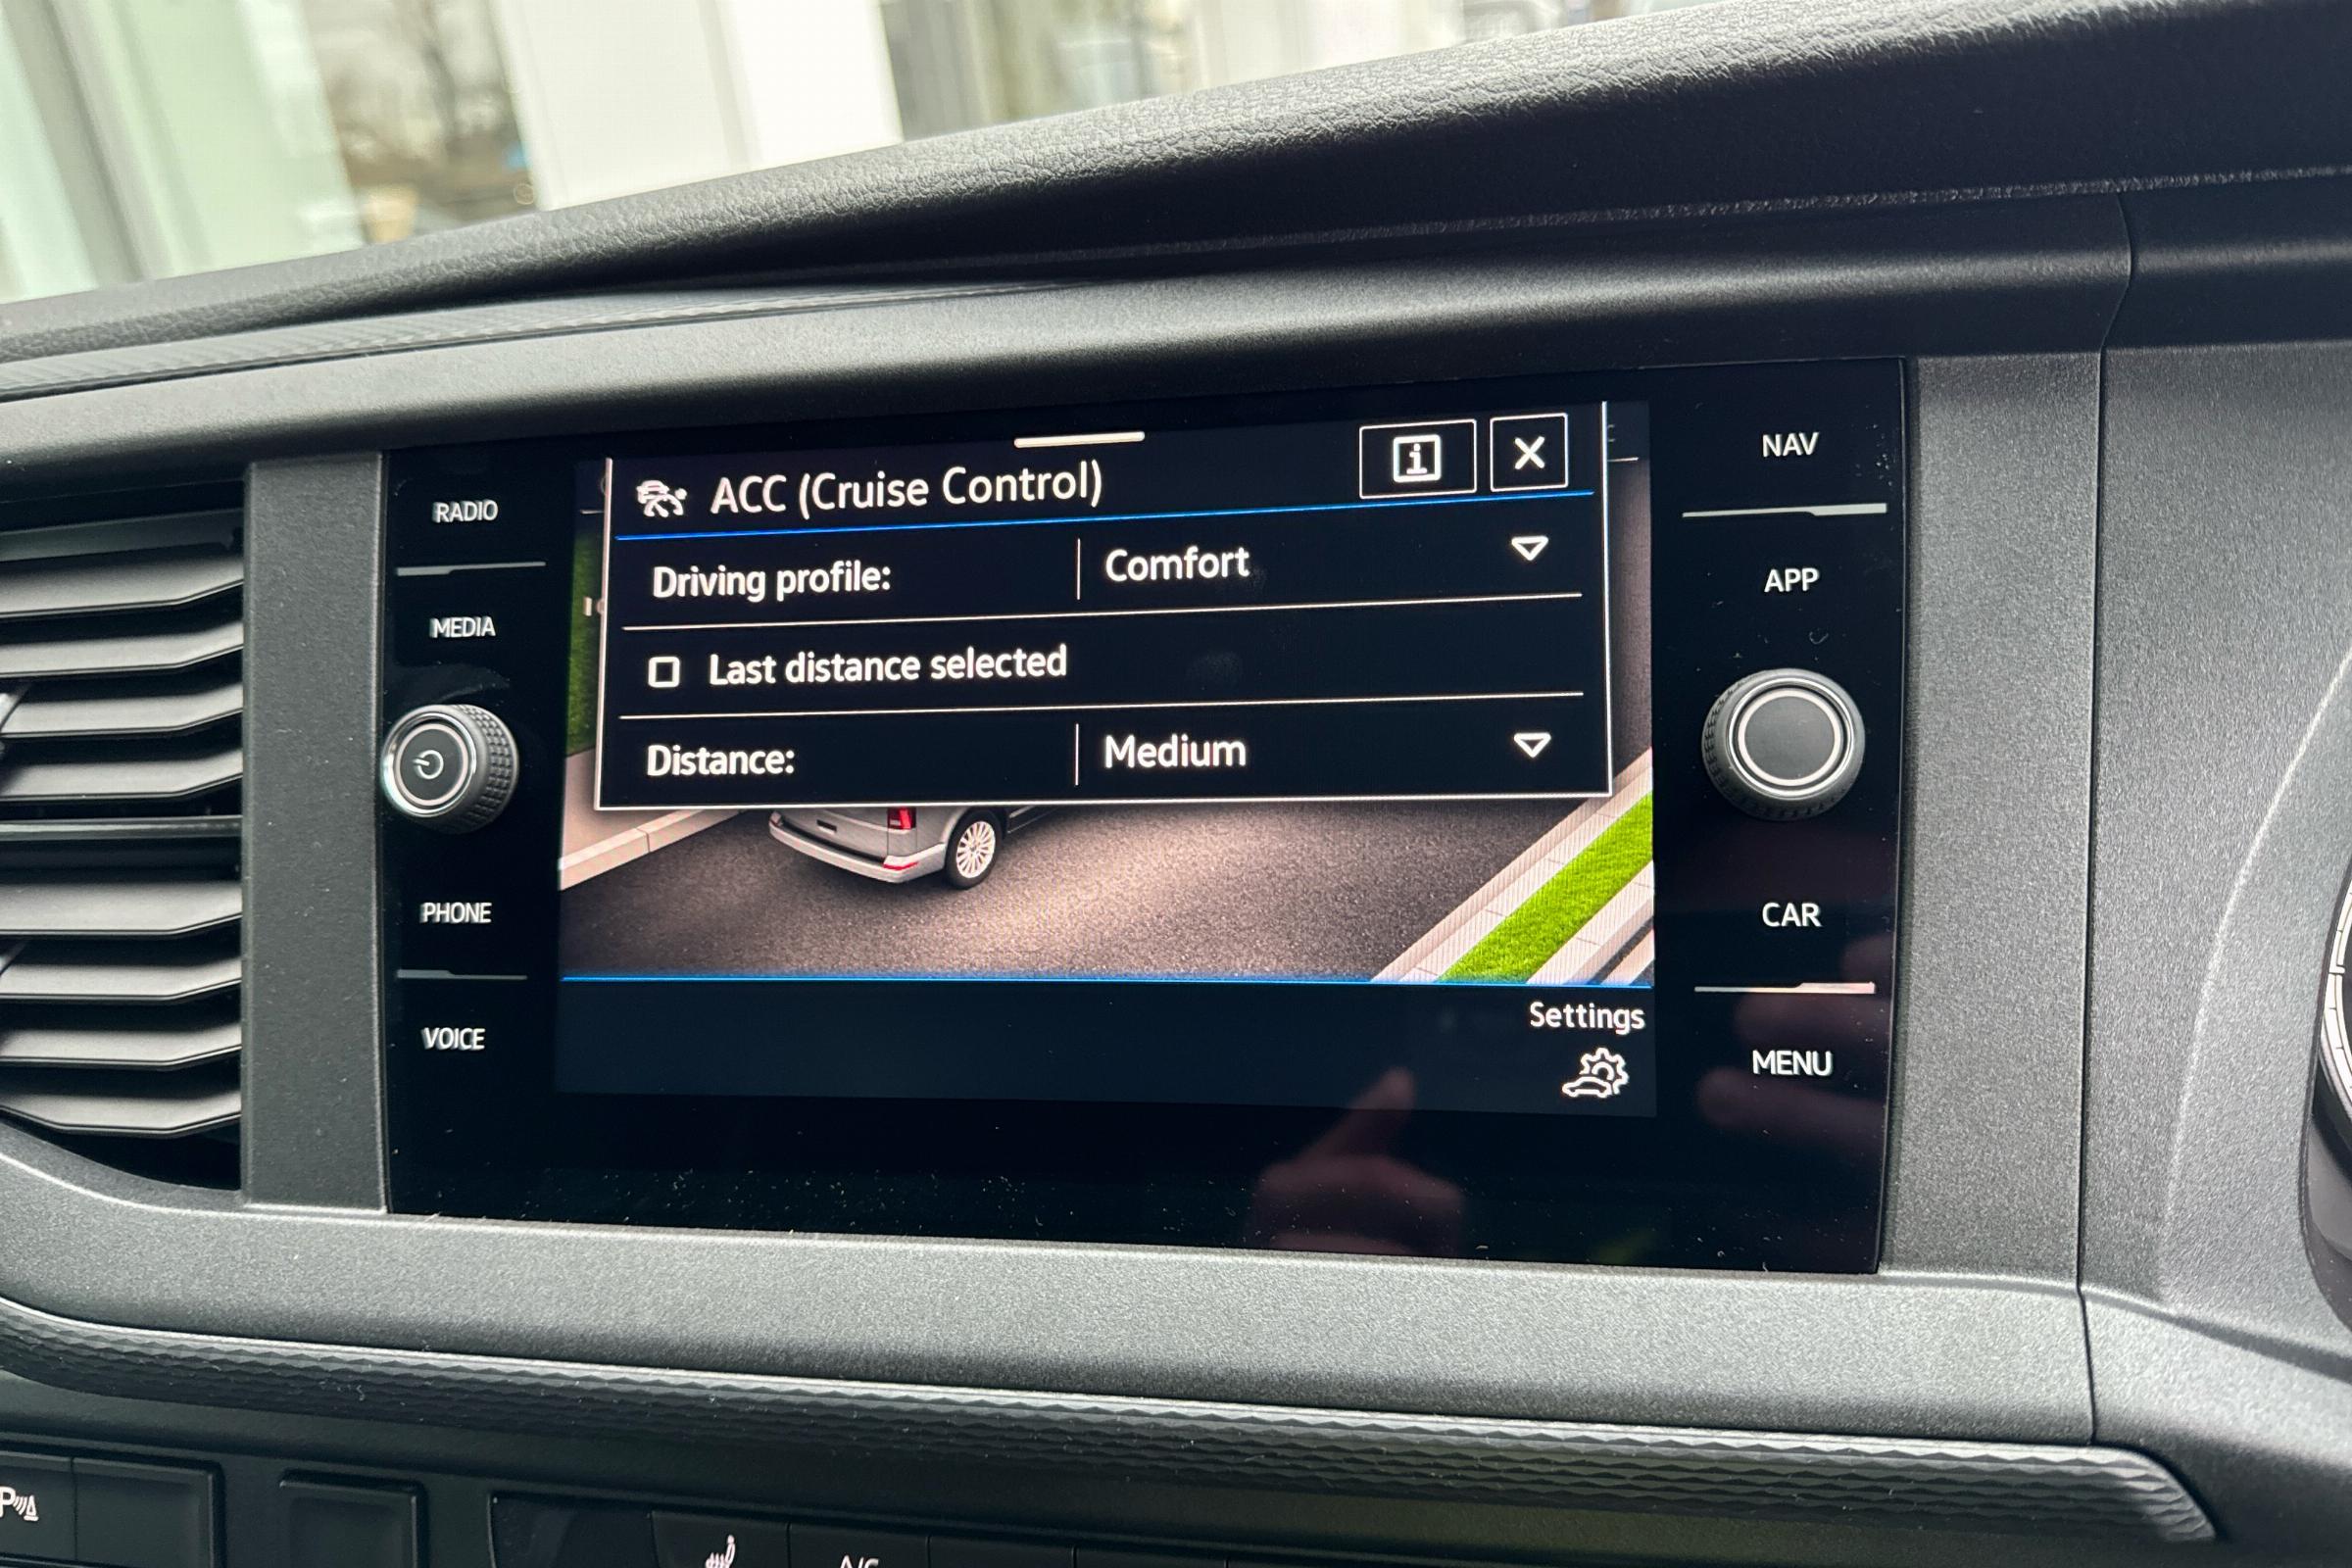 RADIO
MEDIA
PHONE
VOICE
ACC (Cruise Control)
i
X
Driving profile:
Comfort
Last distance selected
Distance:
Medium
Settings
NAV
APP
CAR
MENU
P